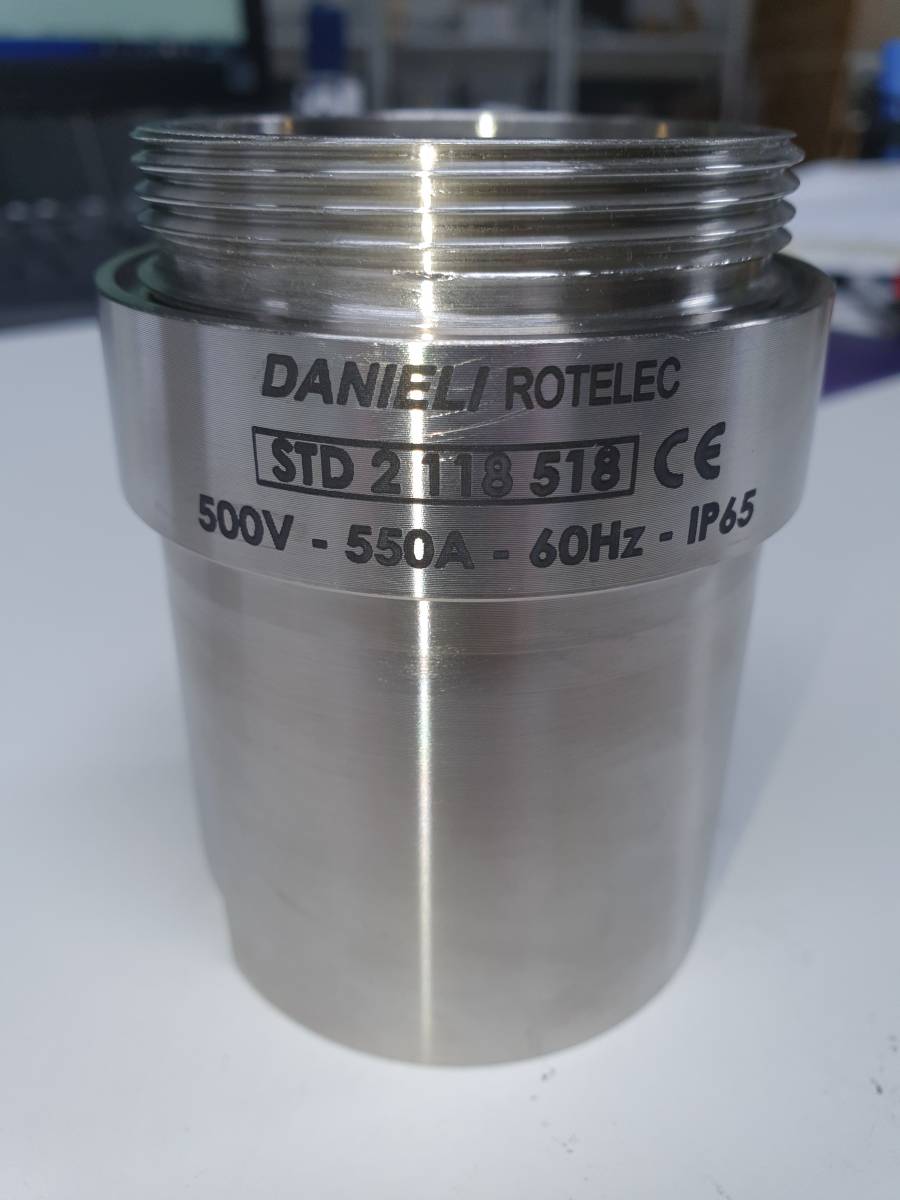 DANIELI ROTELEC
STD 2 118 518 CE
500V - 550A - 60Hz - IP65